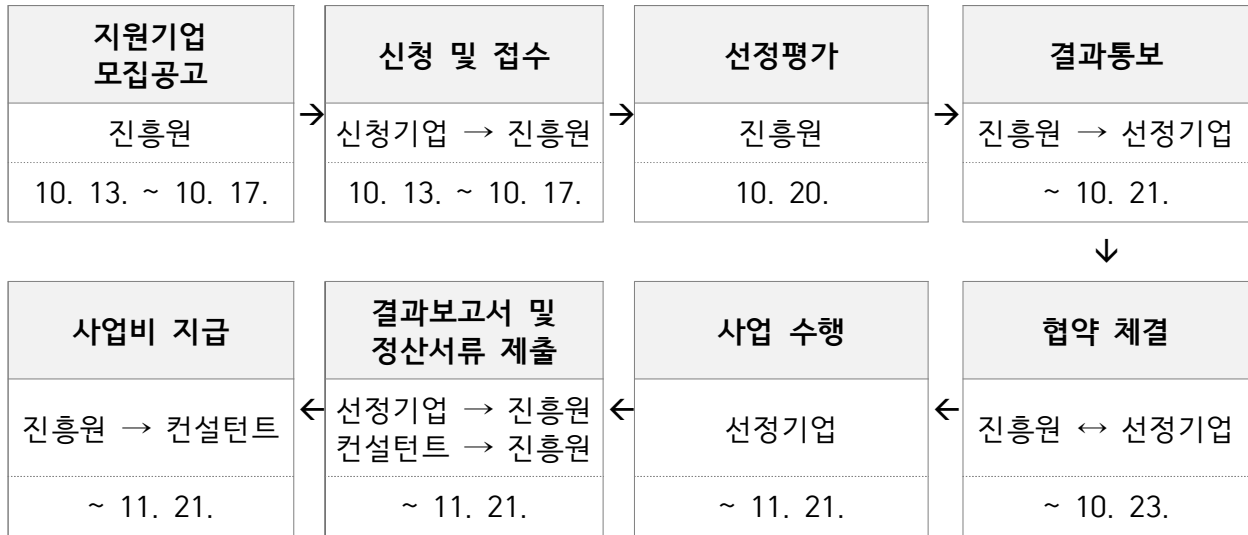 지원기업
모집공고
진흥원
10. 13. ~ 10. 17.
→
신청 및 접수
신청기업 → 진흥원
10. 13. ~ 10. 17.
→
선정평가
진흥원
10. 20.
→
결과통보
진흥원 → 선정기업
~ 10. 21.
↓
협약 체결
진흥원 ↔ 선정기업
~ 10. 23.
←
사업 수행
선정기업
~ 11. 21.
←
결과보고서 및
정산서류 제출
선정기업 → 진흥원
컨설턴트 → 진흥원
~ 11. 21.
←
사업비 지급
진흥원 → 컨설턴트
~ 11. 21.